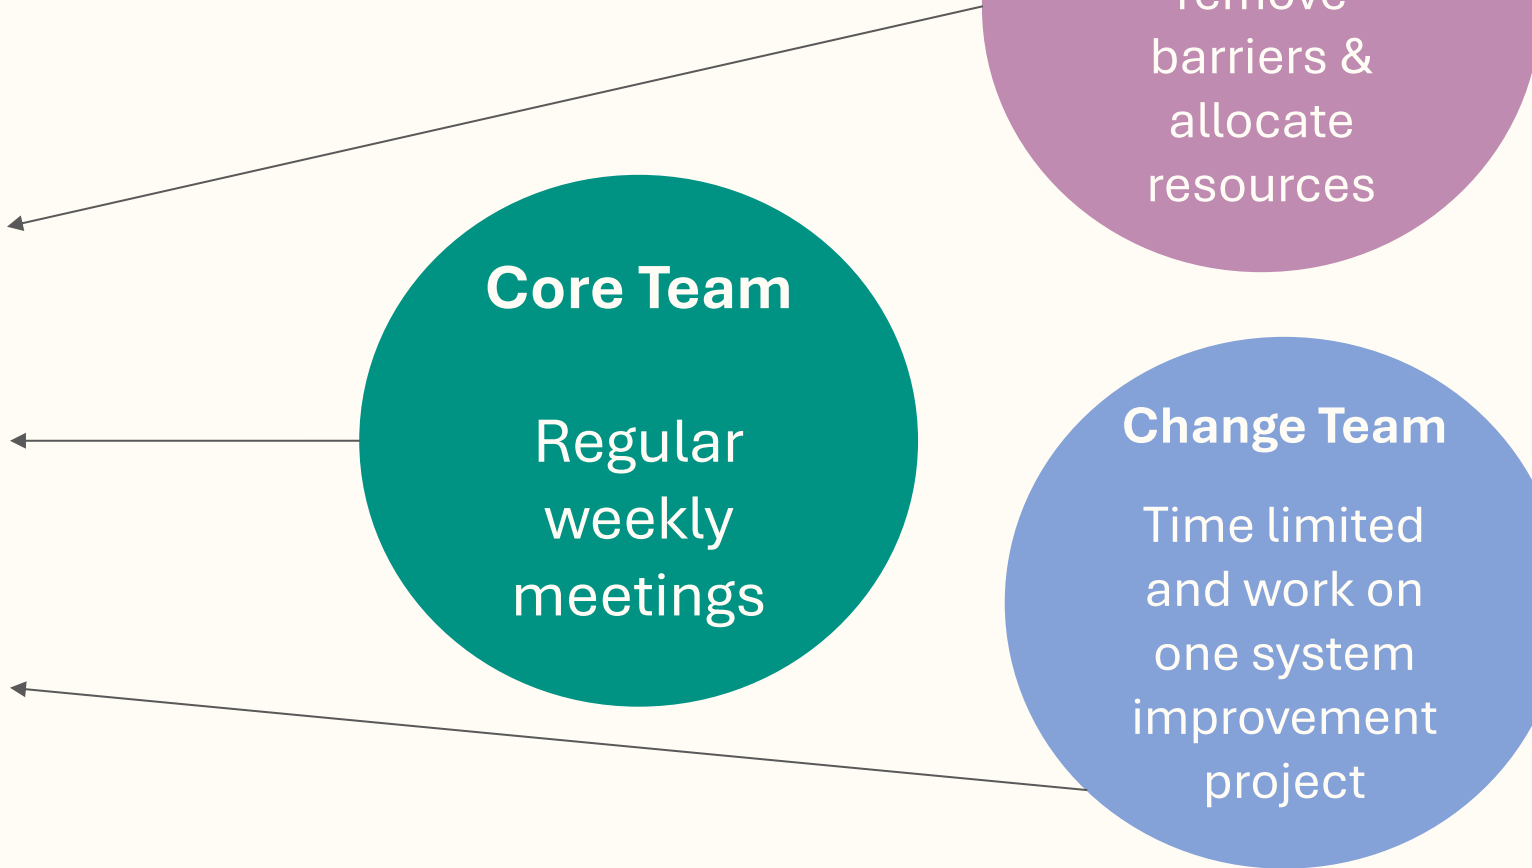 remove
barriers &
allocate
resources
Core Team
Regular
weekly
meetings
Change Team
Time limited
and work on
one system
improvement
project